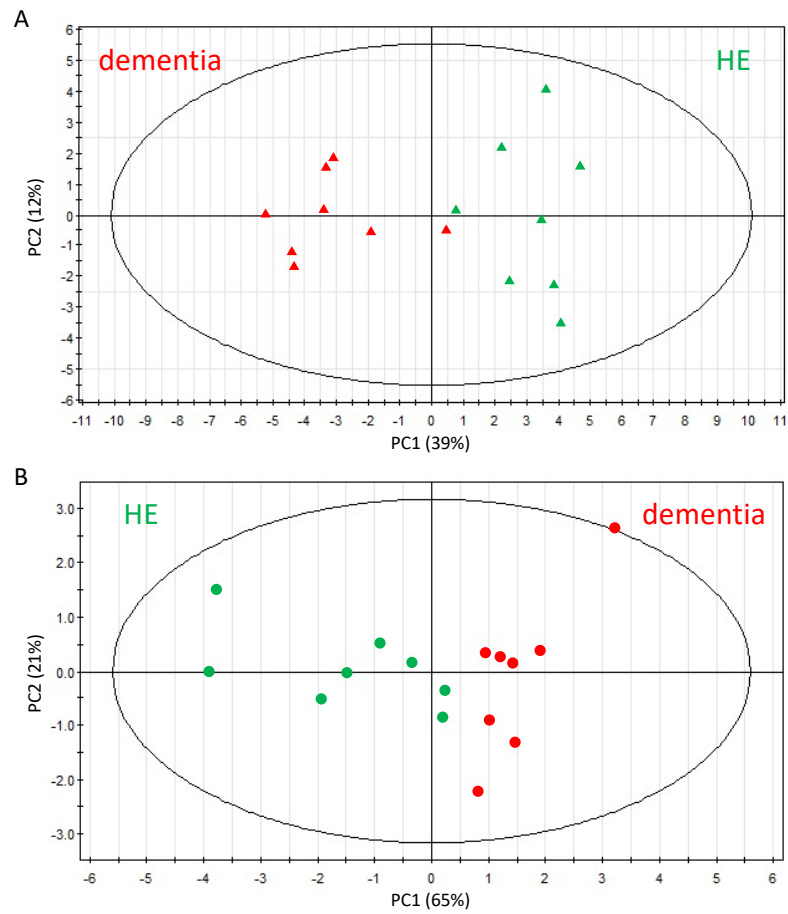 A
dementia HE
6
5
4
3
2
1
0
-1
-2
-3
-4
-5
-6
PC2 (12%)
-11 -10 -9 -8 -7 -6 -5 -4 -3 -2 -1 0 1 2 3 4 5 6 7 8 9 10 11
PC1 (39%)
B
HE dementia
3.0
2.0
1.0
0.0
-1.0
-2.0
-3.0
PC2 (21%)
-6 -5 -4 -3 -2 -1 0 1 2 3 4 5 6
PC1 (65%)